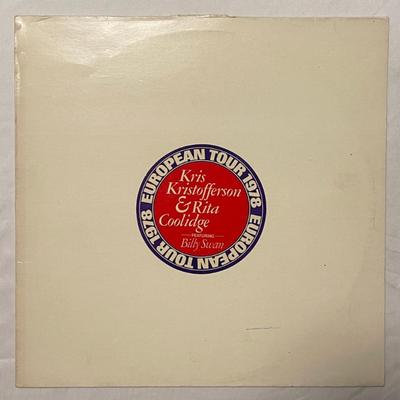 EUROPEAN TOUR 1978
EUROPEAN TOUR 1978
Kris
Kristofferson
& Rita
Coolidge
FEATURING
Billy Swan